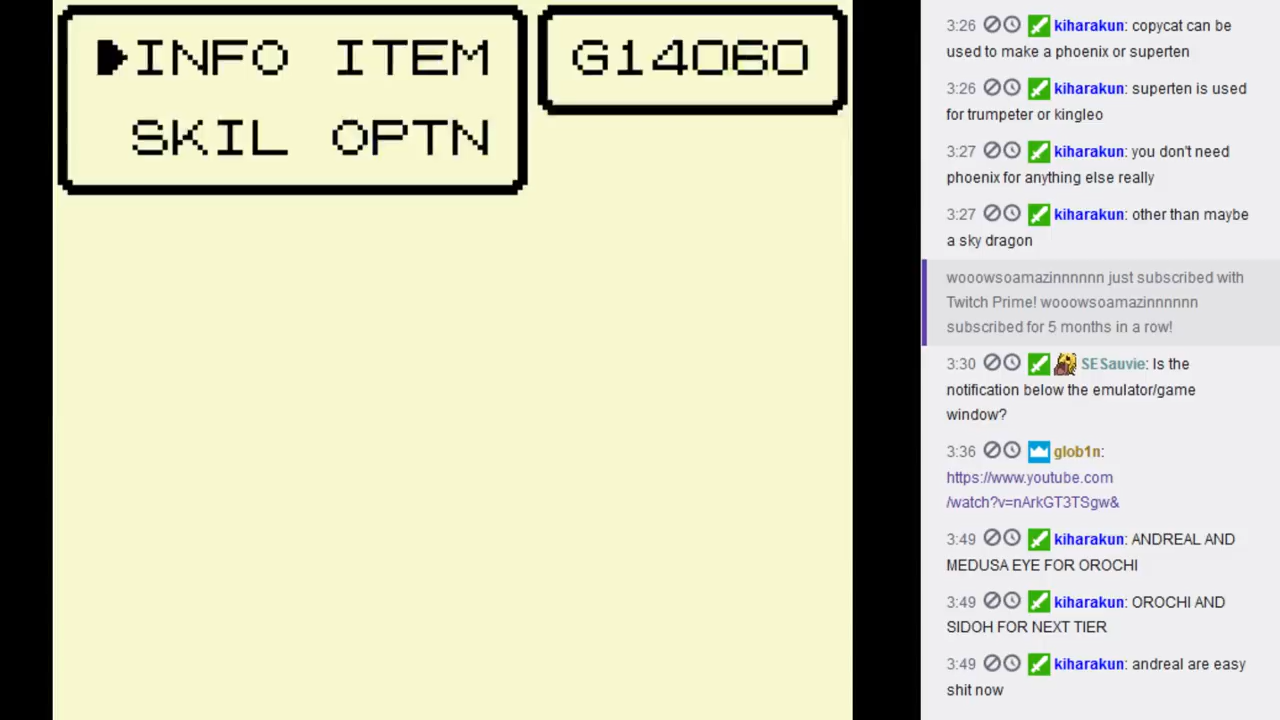 INFO ITEM
SKIL OPTN
G14060
3:26 kiharakun: copycat can be
used to make a phoenix or superten
3:26 kiharakun: superten is used
for trumpeter or kingleo
3:27 kiharakun: you don't need
phoenix for anything else really
3:27 kiharakun: other than maybe
a sky dragon
wooowsoamazinnnnnn just subscribed with
Twitch Prime! wooowsoamazinnnnnn
subscribed for 5 months in a row!
3:30 SESauvie: Is the
notification below the emulator/game
window?
3:36 glob1n:
https://www.youtube.com
/watch?v=nArkGT3TSgw&
3:49 kiharakun: ANDREAL AND
MEDUSA EYE FOR OROCHI
3:49 kiharakun: OROCHI AND
SIDOH FOR NEXT TIER
3:49 kiharakun: andreal are easy
shit now